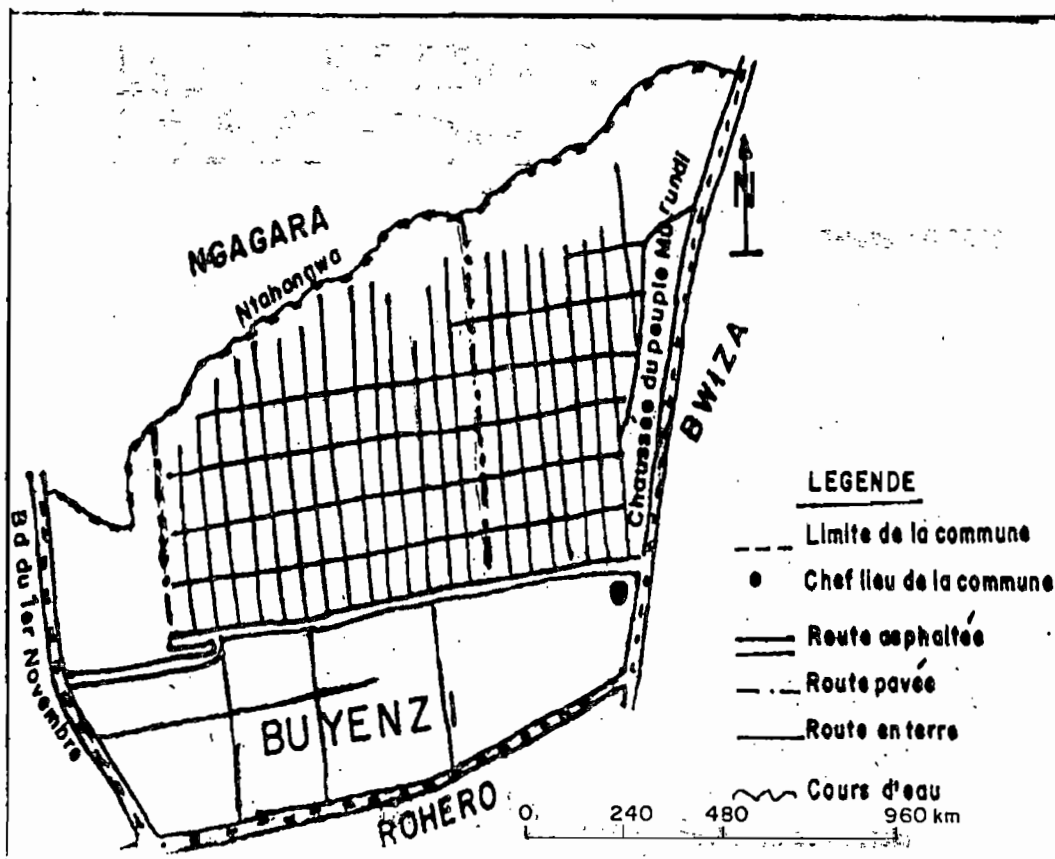 NGAGARA
Ntahangwa
Chaussée du peuple Murundi
N
BWIZA
Bd du 1er Novembre
BUYENZ
ROHERO
LEGENDE
Limite de la commune
Chef lieu de la commune
Route asphaltée
Route pavée
Route en terre
Cours d'eau
0 240 480 960 km